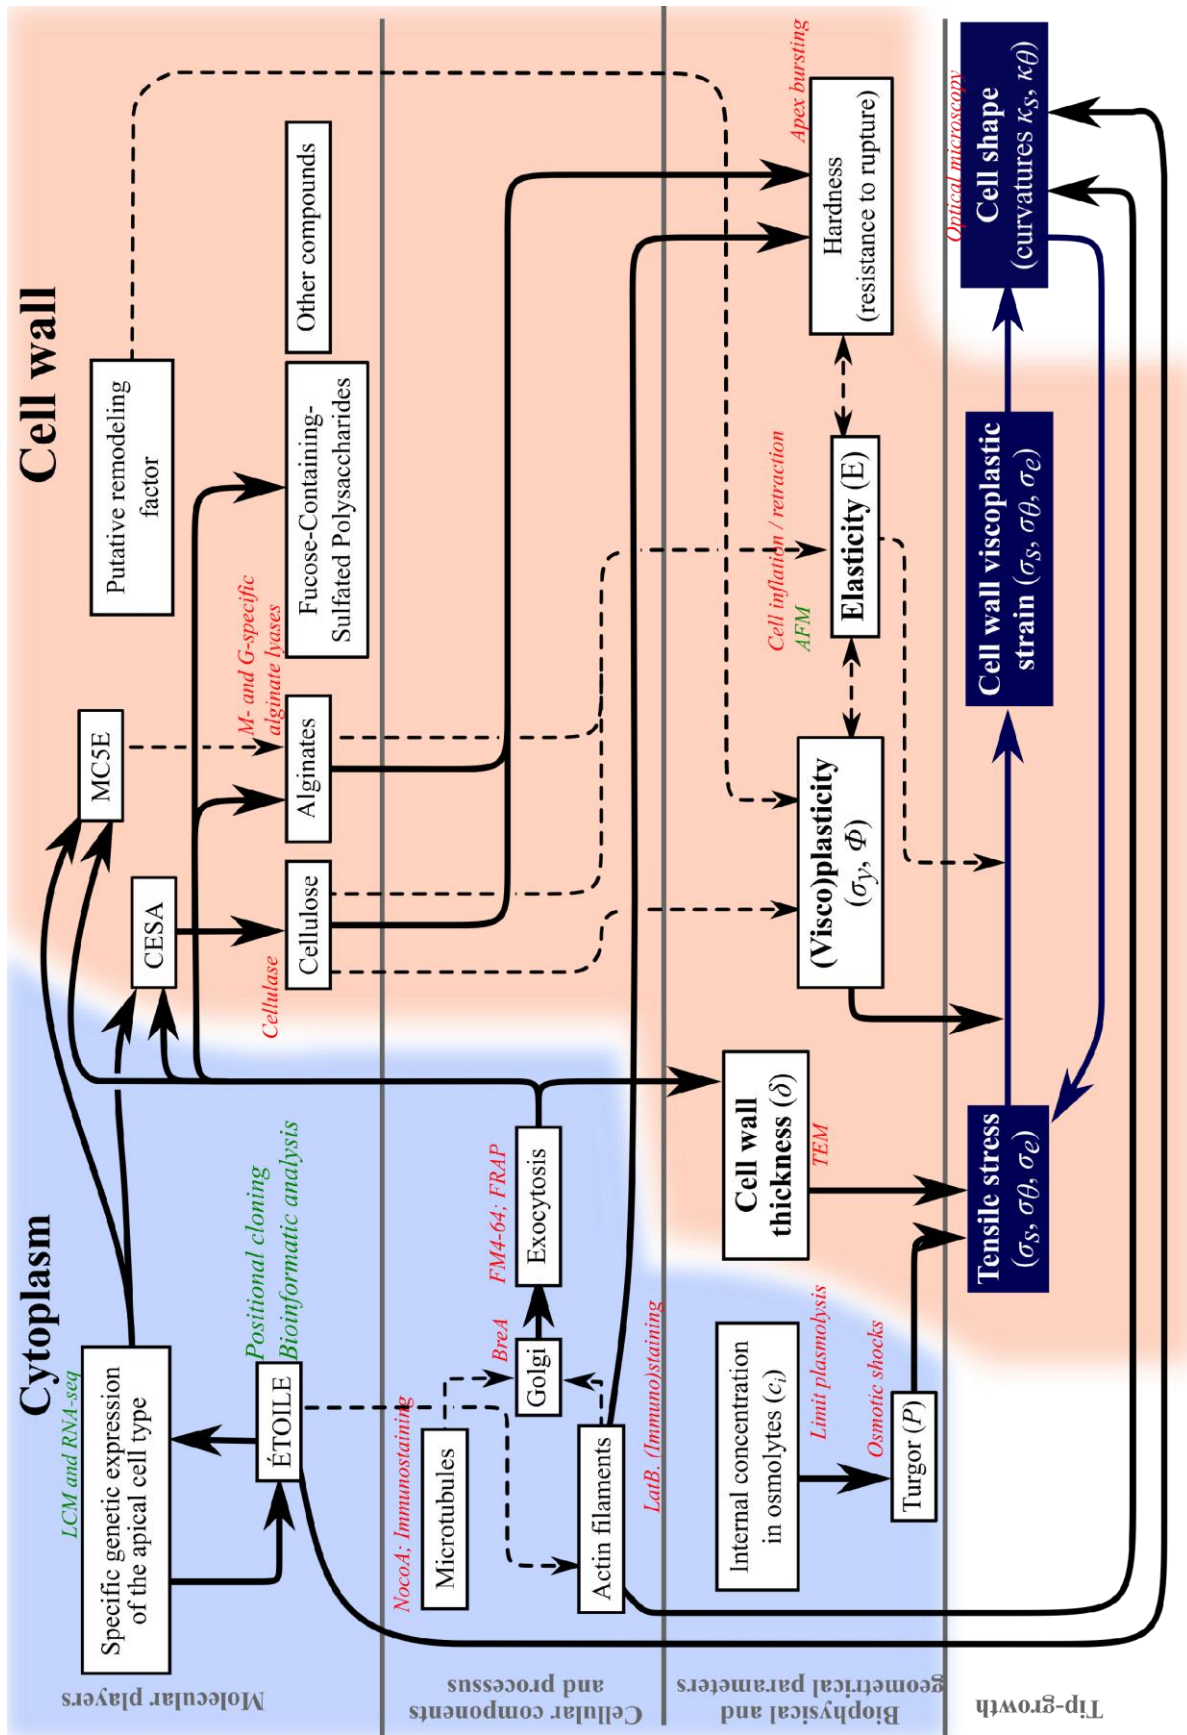 Cytoplasm
Cell wall
Molecular players
LCM and RNA-seq
Specific genetic expression
of the apical cell type
ÉTOILE
Positional cloning
Bioinformatic analysis
MC5E
CESA
Putative remodeling
factor
Cellulase
Cellulose
M- and G-specific
alginate lyases
Alginates
Fucose-Containing-
Sulfated Polysaccharides
Other compounds
Cellular components
and processus
NocoA; Immunostaining
Microtubules
BreA
Golgi
FM4-64; FRAP
Exocytosis
Actin filaments
LatB. (Immuno)staining
Biophysical and
geometrical parameters
Internal concentration
in osmolytes (ci)
Limit plasmolysis
Osmotic shocks
Turgor (P)
Cell wall
thickness (δ)
TEM
(Visco)plasticity
(σy, Φ)
Cell inflation / retraction
AFM
Elasticity (E)
Apex bursting
Hardness
(resistance to rupture)
Tip-growth
Tensile stress
(σs, σθ, σe)
Cell wall viscoplastic
strain (σs, σθ, σe)
Optical microscopy
Cell shape
(curvatures κs, κθ)